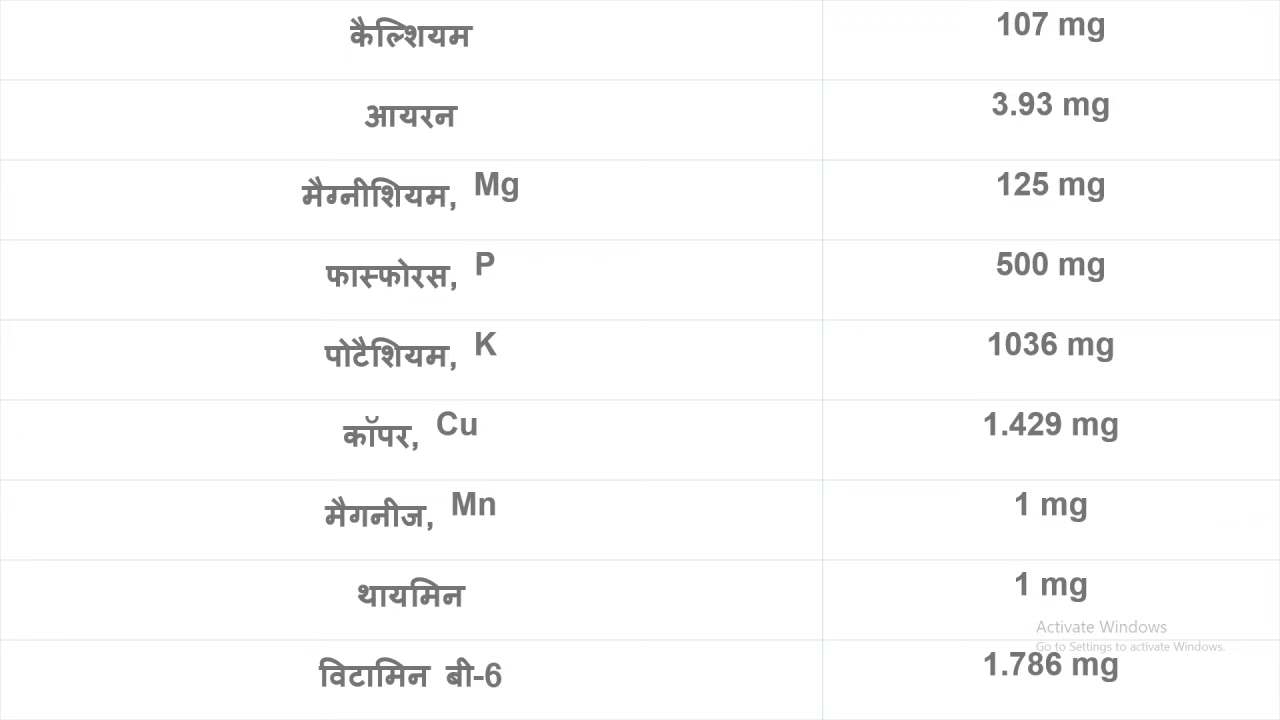 कैल्शियम 107 mg
आयरन 3.93 mg
मैग्नीशियम, Mg 125 mg
फास्फोरस, P 500 mg
पोटैशियम, K 1036 mg
कॉपर, Cu 1.429 mg
मैगनीज, Mn 1 mg
थायमिन 1 mg
Activate Windows
Go to Settings to activate Windows.
विटामिन बी-6 1.786 mg